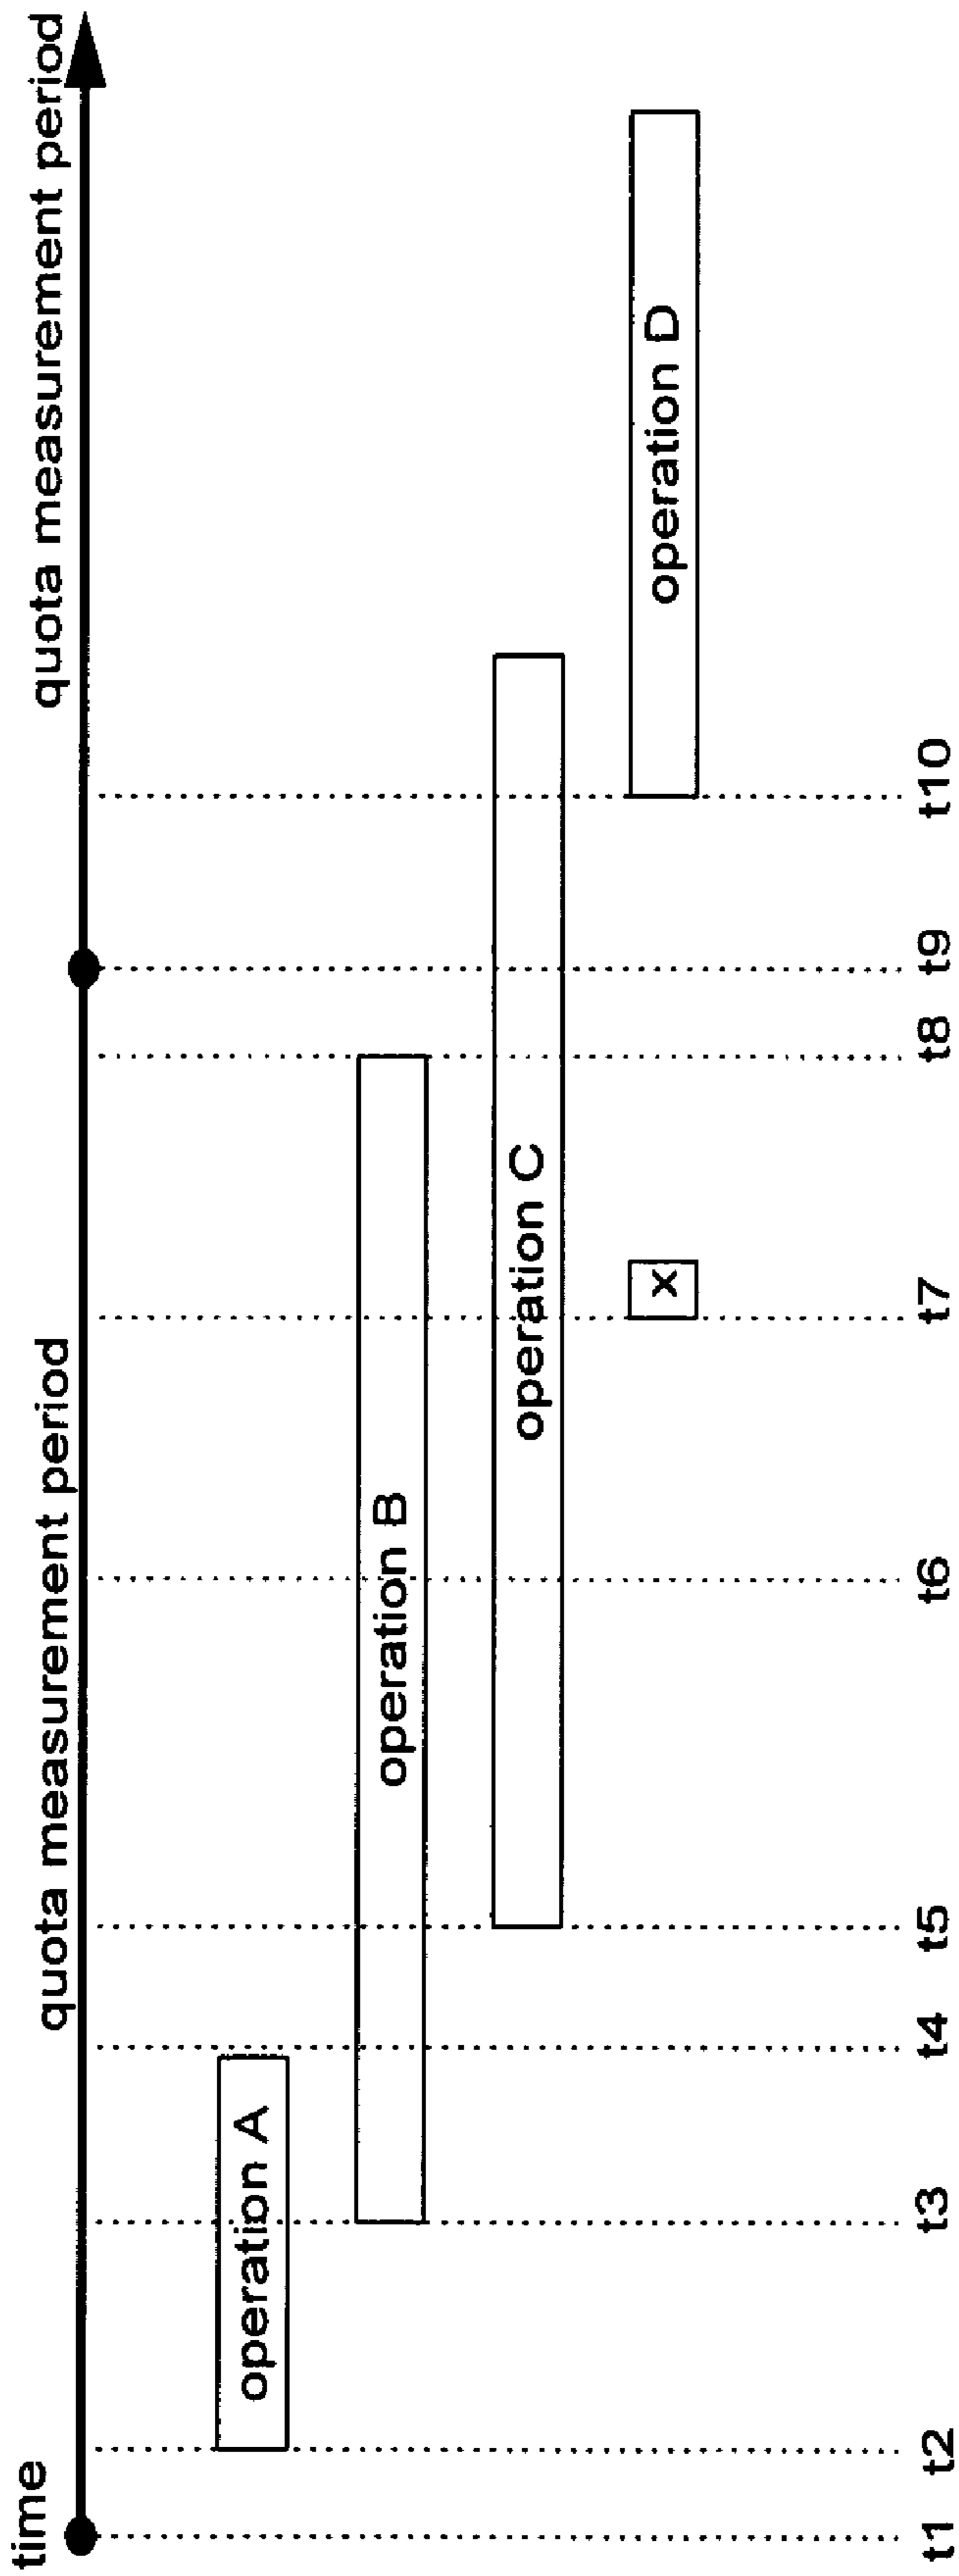 time
quota measurement period
quota measurement period
operation A
operation B
operation C
x
operation D
t1
t2
t3
t4
t5
t6
t7
t8
t9
t10